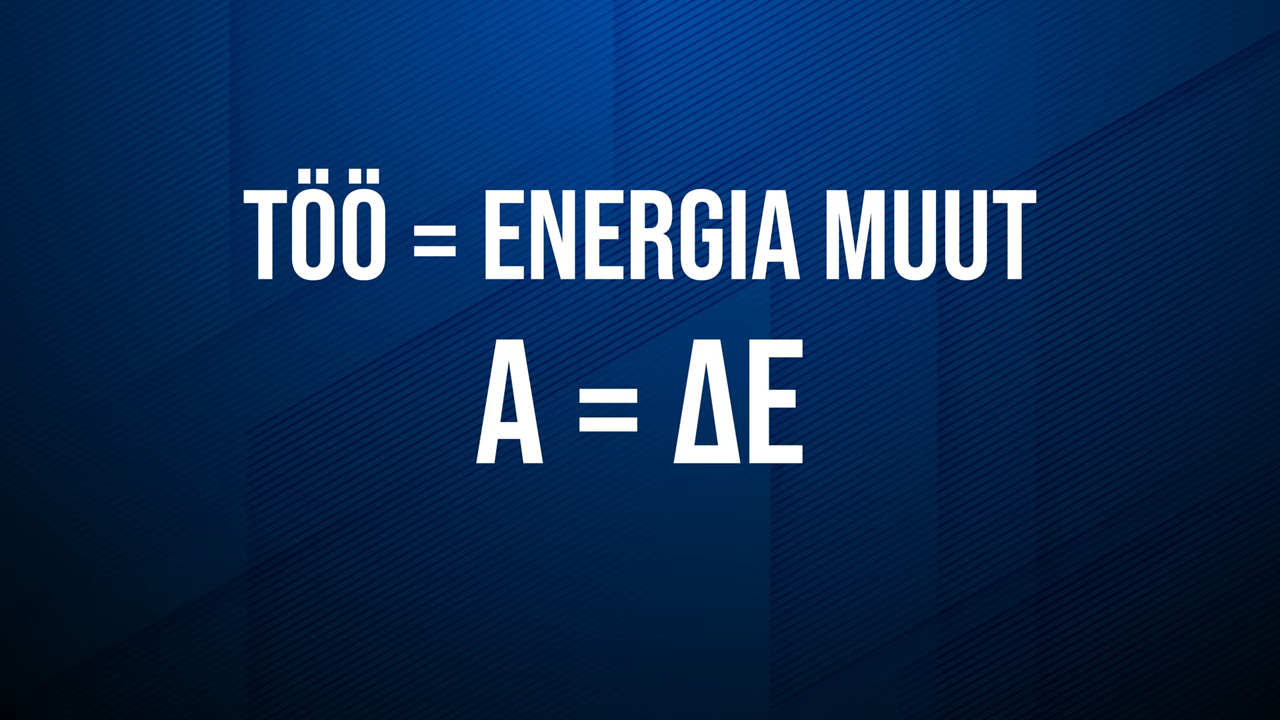 TÖÖ = ENERGIA MUUT
A = ΔE